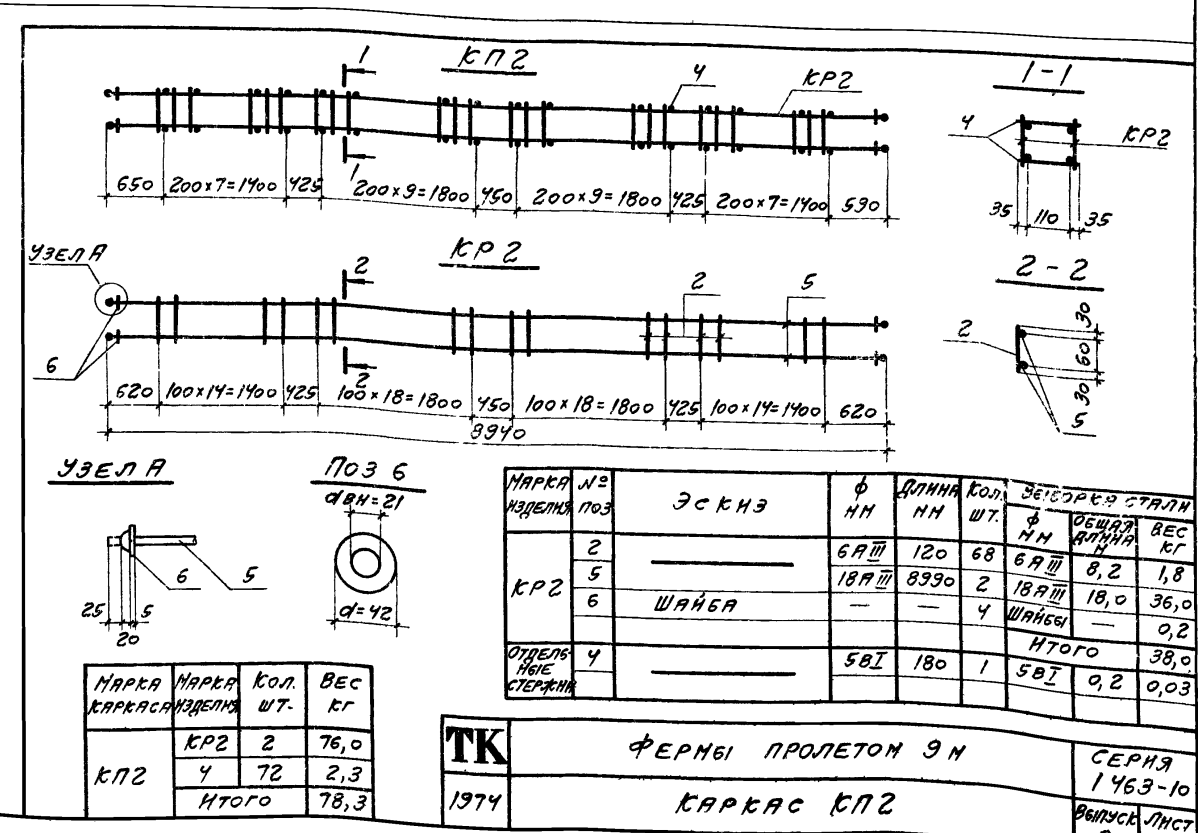 КП2
1
4
КР2
1
650 200×7=1400 425 200×9=1800 450 200×9=1800 425 200×7=1400 590
1-1
4
КР2
35 110 35
УЗЕЛ А
КР2
2
2
5
6
2
620 100×14=1400 425 100×18=1800 450 100×18=1800 425 100×14=1400 620
8940
2-2
2
30
60
30
5
УЗЕЛ А
6 5
25
20
5
ПОЗ 6
dвн=21
d=42
МАРКА ИЗДЕЛИЯ № ПОЗ ЭСКИЗ ф ММ ДЛИНА ММ КОЛ. ШТ. ВЫБОРКА СТАЛИ
ф ММ ОБЩАЯ ДЛИНА М ВЕС КГ
КР2 2 6АIII 120 68 6АIII 8,2 1,8
5 18АIII 8990 2 18АIII 18,0 36,0
6 ШАЙБА — — 4 ШАЙБЫ — 0,2
ИТОГО 38,0
ОТДЕЛЬНЫЕ СТЕРЖНИ 4 5ВI 180 1 5ВI 0,2 0,03
МАРКА КАРКАСА МАРКА ИЗДЕЛИЯ КОЛ. ШТ. ВЕС КГ
КП2 КР2 2 76,0
4 72 2,3
ИТОГО 78,3
ТК
1974
ФЕРМЫ ПРОЛЕТОМ 9 М
КАРКАС КП2
СЕРИЯ
1 463-10
ВЫПУСК ЛИСТ